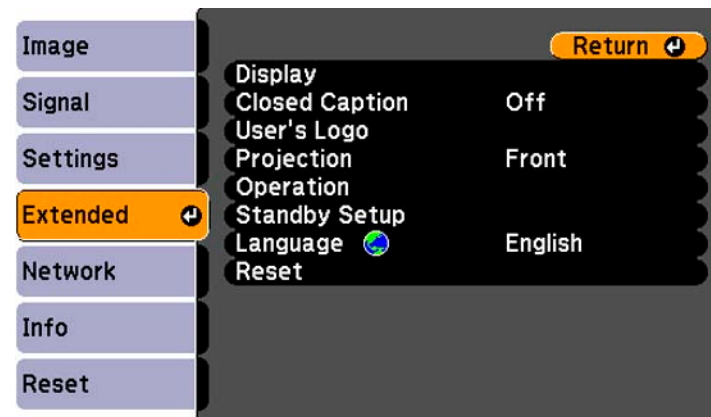 Image
Signal
Settings
Extended
Network
Info
Reset
Return
Display
Closed Caption Off
User's Logo
Projection Front
Operation
Standby Setup
Language English
Reset